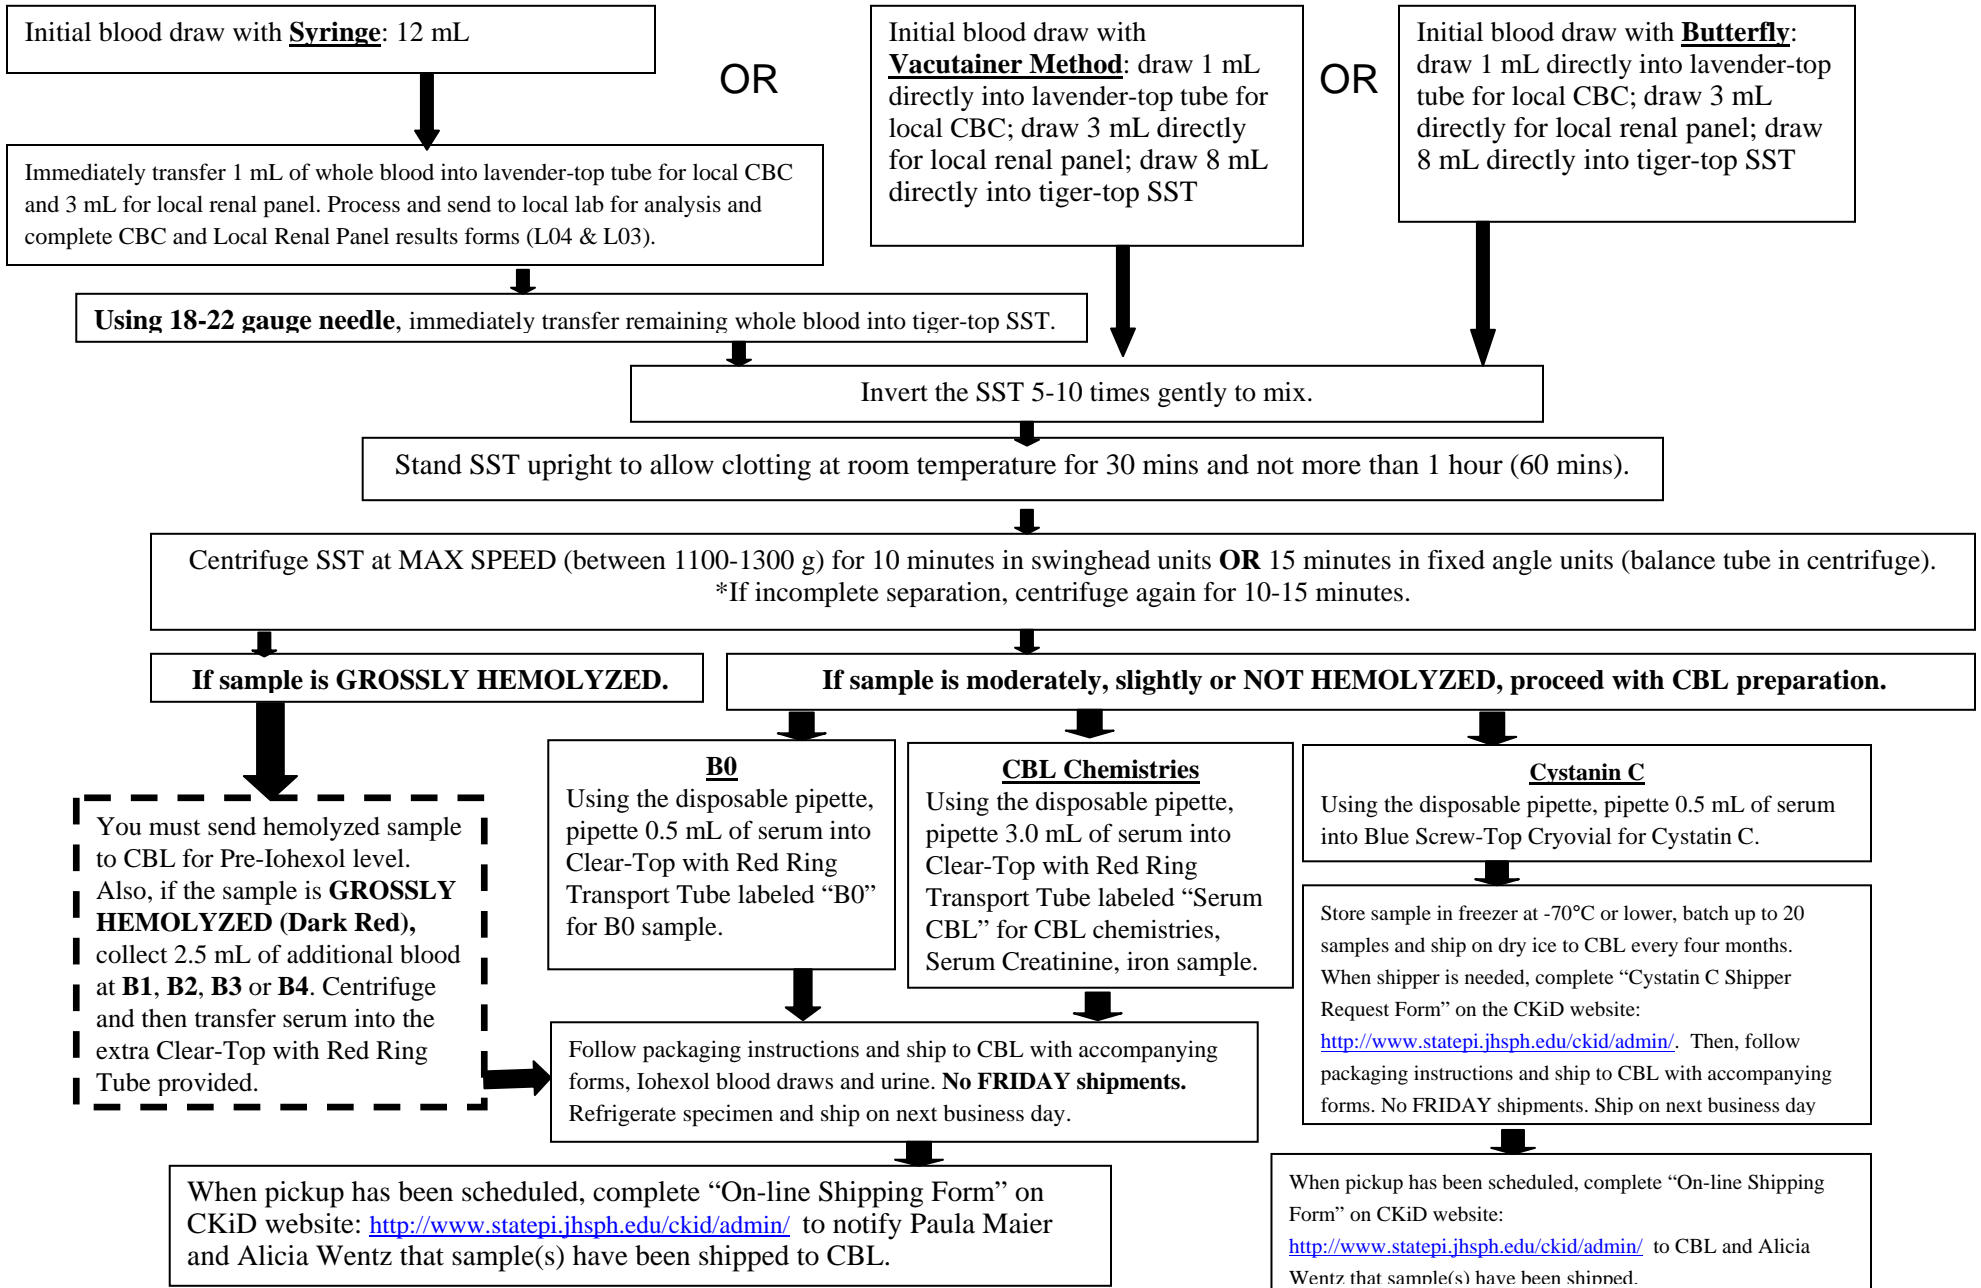 Initial blood draw with Syringe: 12 mL
OR
Initial blood draw with
Vacutainer Method: draw 1 mL
directly into lavender-top tube for
local CBC; draw 3 mL directly
for local renal panel; draw 8 mL
directly into tiger-top SST
OR
Initial blood draw with Butterfly:
draw 1 mL directly into lavender-top
tube for local CBC; draw 3 mL
directly for local renal panel; draw
8 mL directly into tiger-top SST
Immediately transfer 1 mL of whole blood into lavender-top tube for local CBC
and 3 mL for local renal panel. Process and send to local lab for analysis and
complete CBC and Local Renal Panel results forms (L04 & L03).
Using 18-22 gauge needle, immediately transfer remaining whole blood into tiger-top SST.
Invert the SST 5-10 times gently to mix.
Stand SST upright to allow clotting at room temperature for 30 mins and not more than 1 hour (60 mins).
Centrifuge SST at MAX SPEED (between 1100-1300 g) for 10 minutes in swinghead units OR 15 minutes in fixed angle units (balance tube in centrifuge).
*If incomplete separation, centrifuge again for 10-15 minutes.
If sample is GROSSLY HEMOLYZED.
If sample is moderately, slightly or NOT HEMOLYZED, proceed with CBL preparation.
You must send hemolyzed sample
to CBL for Pre-Iohexol level.
Also, if the sample is GROSSLY
HEMOLYZED (Dark Red),
collect 2.5 mL of additional blood
at B1, B2, B3 or B4. Centrifuge
and then transfer serum into the
extra Clear-Top with Red Ring
Tube provided.
B0
Using the disposable pipette,
pipette 0.5 mL of serum into
Clear-Top with Red Ring
Transport Tube labeled “B0”
for B0 sample.
CBL Chemistries
Using the disposable pipette,
pipette 3.0 mL of serum into
Clear-Top with Red Ring
Transport Tube labeled “Serum
CBL” for CBL chemistries,
Serum Creatinine, iron sample.
Cystanin C
Using the disposable pipette, pipette 0.5 mL of serum
into Blue Screw-Top Cryovial for Cystatin C.
Store sample in freezer at -70°C or lower, batch up to 20
samples and ship on dry ice to CBL every four months.
When shipper is needed, complete “Cystatin C Shipper
Request Form” on the CKiD website:
http://www.statepi.jhsph.edu/ckid/admin/. Then, follow
packaging instructions and ship to CBL with accompanying
forms. No FRIDAY shipments. Ship on next business day
Follow packaging instructions and ship to CBL with accompanying
forms, Iohexol blood draws and urine. No FRIDAY shipments.
Refrigerate specimen and ship on next business day.
When pickup has been scheduled, complete “On-line Shipping Form” on
CKiD website: http://www.statepi.jhsph.edu/ckid/admin/ to notify Paula Maier
and Alicia Wentz that sample(s) have been shipped to CBL.
When pickup has been scheduled, complete “On-line Shipping
Form” on CKiD website:
http://www.statepi.jhsph.edu/ckid/admin/ to CBL and Alicia
Wentz that sample(s) have been shipped.